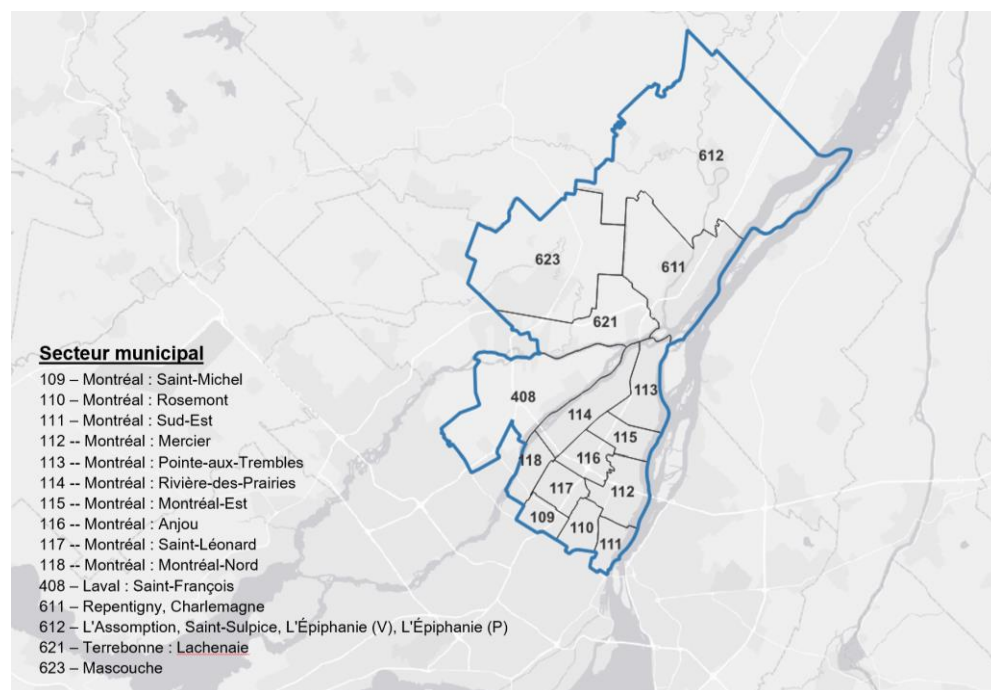 612
623
611
621
Secteur municipal
109 – Montréal : Saint-Michel
110 – Montréal : Rosemont
111 – Montréal : Sud-Est
112 -- Montréal : Mercier
113 -- Montréal : Pointe-aux-Trembles
114 -- Montréal : Rivière-des-Prairies
115 -- Montréal : Montréal-Est
116 -- Montréal : Anjou
117 -- Montréal : Saint-Léonard
118 -- Montréal : Montréal-Nord
408 – Laval : Saint-François
611 – Repentigny, Charlemagne
612 – L'Assomption, Saint-Sulpice, L'Épiphanie (V), L'Épiphanie (P)
621 – Terrebonne : Lachenaie
623 – Mascouche
113
408
114
115
116
118
117
112
109
110
111